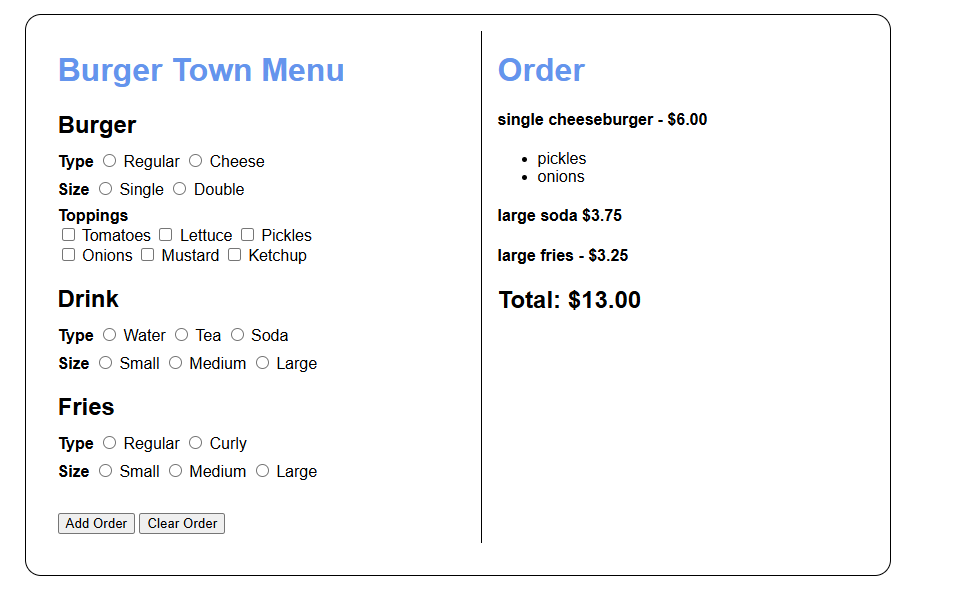 Burger Town Menu
Burger
Type Regular Cheese
Size Single Double
Toppings
Tomatoes Lettuce Pickles
Onions Mustard Ketchup
Drink
Type Water Tea Soda
Size Small Medium Large
Fries
Type Regular Curly
Size Small Medium Large
Add Order Clear Order
Order
single cheeseburger - $6.00
pickles
onions
large soda $3.75
large fries - $3.25
Total: $13.00